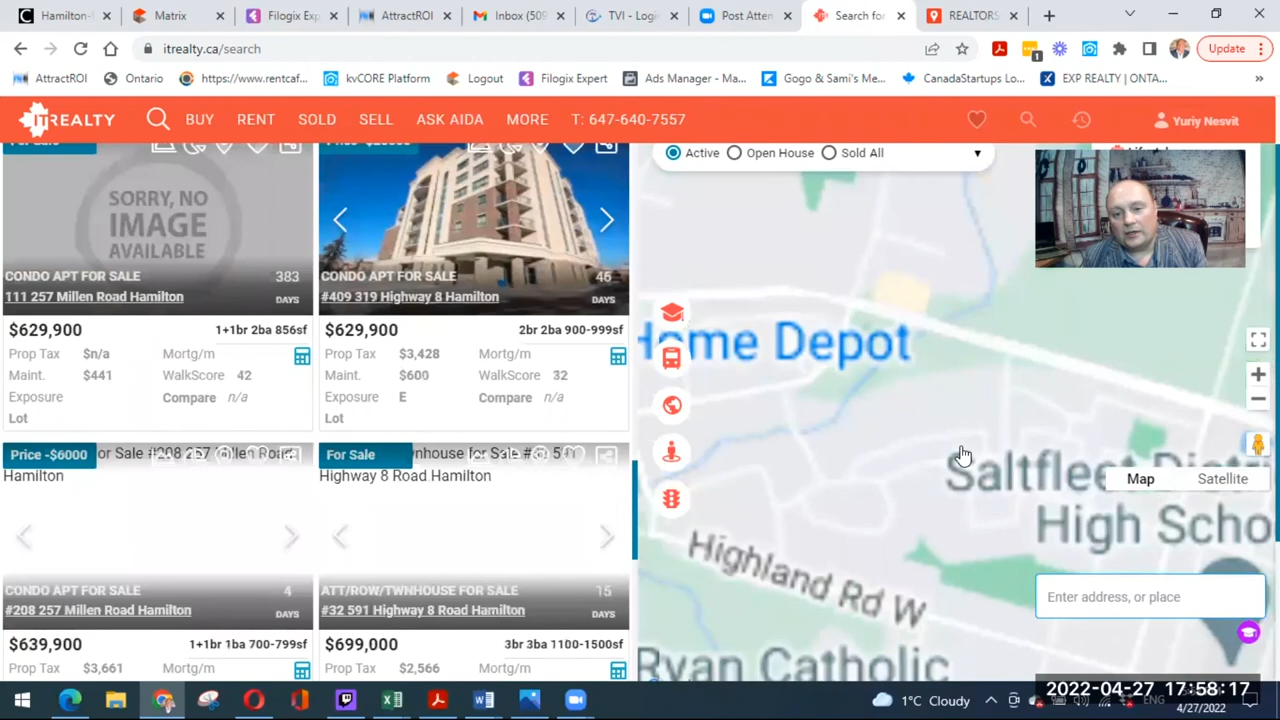 Hamilton-
Matrix
Filogix Exp
AttractROI
Inbox (509
TVI - Logi
Post Atten
Search for
REALTORS
itrealty.ca/search
Update
AttractROI
Ontario
https://www.rentcaf...
kvCORE Platform
Logout
Filogix Expert
Ads Manager - Ma...
Gogo & Sami's Me...
CanadaStartups Lo...
EXP REALTY | ONTA...
»
ITREALTY
BUY
RENT
SOLD
SELL
ASK AIDA
MORE
T: 647-640-7557
Yuriy Nesvit
Active
Open House
Sold All
SORRY, NO
IMAGE
AVAILABLE
CONDO APT FOR SALE
383
111 257 Millen Road Hamilton
DAYS
$629,900
1+1br 2ba 856sf
Prop Tax $n/a
Mortg/m
Maint. $441
WalkScore 42
Exposure
Compare n/a
Lot
CONDO APT FOR SALE
46
#409 319 Highway 8 Hamilton
DAYS
$629,900
2br 2ba 900-999sf
Prop Tax $3,428
Mortg/m
Maint. $600
WalkScore 32
Exposure E
Compare n/a
Lot
Price -$6000
or Sale #208 257 Millen Road
Hamilton
CONDO APT FOR SALE
4
#208 257 Millen Road Hamilton
DAYS
$639,900
1+1br 1ba 700-799sf
Prop Tax $3,661
Mortg/m
For Sale
Highway 8 Road Hamilton
ATT/ROW/TWNHOUSE FOR SALE
15
#32 591 Highway 8 Road Hamilton
DAYS
$699,000
3br 3ba 1100-1500sf
Prop Tax $2,566
Mortg/m
Home Depot
Saltfleet
High Scho
Highland Rd W
Ryan Catholic
Map
Satellite
Enter address, or place
1°C Cloudy
ENG
2022-04-27 17:58:17
4/27/2022